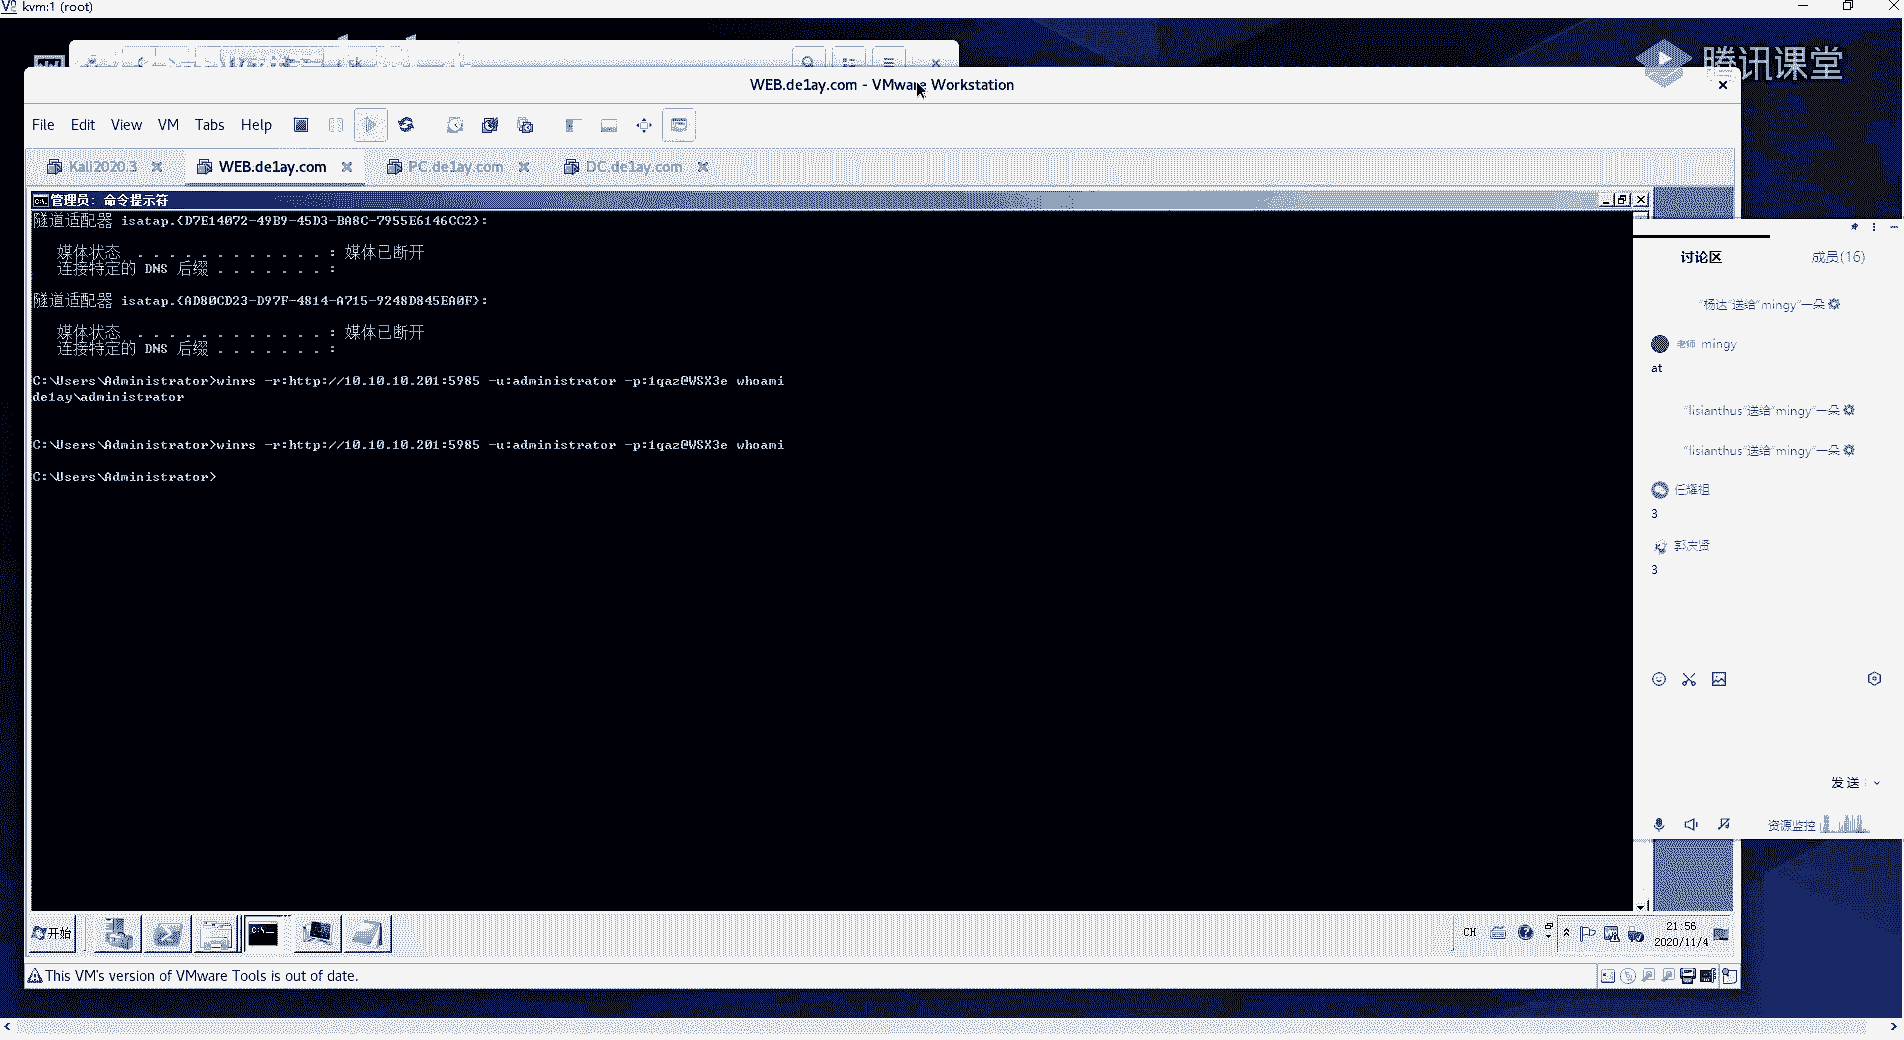 kvm:1 (root)
腾讯课堂
WEB.de1ay.com - VMware Workstation
File Edit View VM Tabs Help
Kali2020.3 WEB.de1ay.com PC.de1ay.com DC.de1ay.com
管理员: 命令提示符
隧道适配器 isatap.{D7E14072-49B9-45D3-BA8C-7955E6146CC2}:
媒体状态 . . . . . . . . . . . . : 媒体已断开
连接特定的 DNS 后缀 . . . . . . . :
隧道适配器 isatap.{AD80CD23-D97F-4814-A715-9248D845EA0F}:
媒体状态 . . . . . . . . . . . . : 媒体已断开
连接特定的 DNS 后缀 . . . . . . . :
C:\Users\Administrator>winrs -r:http://10.10.10.201:5985 -u:administrator -p:1qaz@WSX3e whoami
de1ay\administrator
C:\Users\Administrator>winrs -r:http://10.10.10.201:5985 -u:administrator -p:1qaz@WSX3e whoami
C:\Users\Administrator>
讨论区 成员(16)
"杨达"送给"mingy"一朵
老师 mingy
at
"lisianthus"送给"mingy"一朵
"lisianthus"送给"mingy"一朵
任耀祖
3
郭庆贤
3
发送
资源监控
开始
CH
21:56
2020/11/4
This VM's version of VMware Tools is out of date.